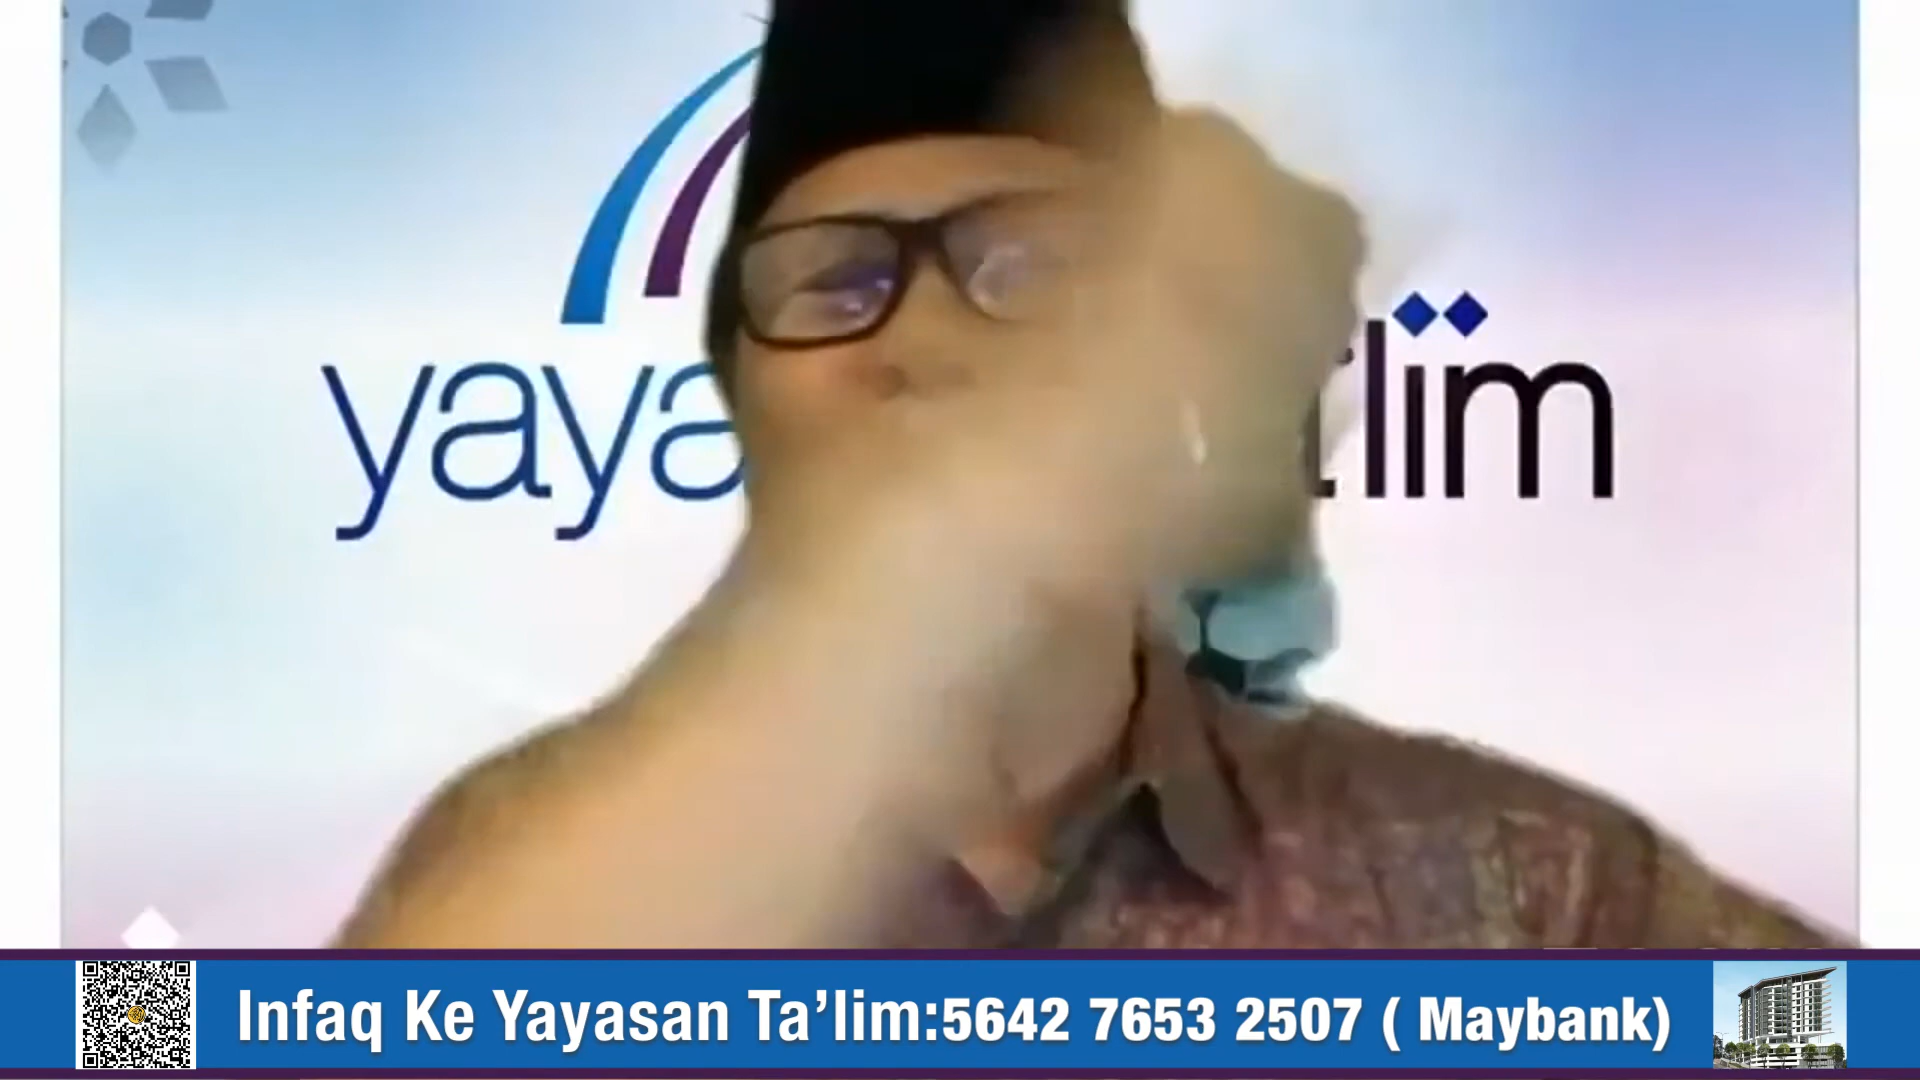 yaya 'lim
Infaq Ke Yayasan Ta’lim:5642 7653 2507 ( Maybank)